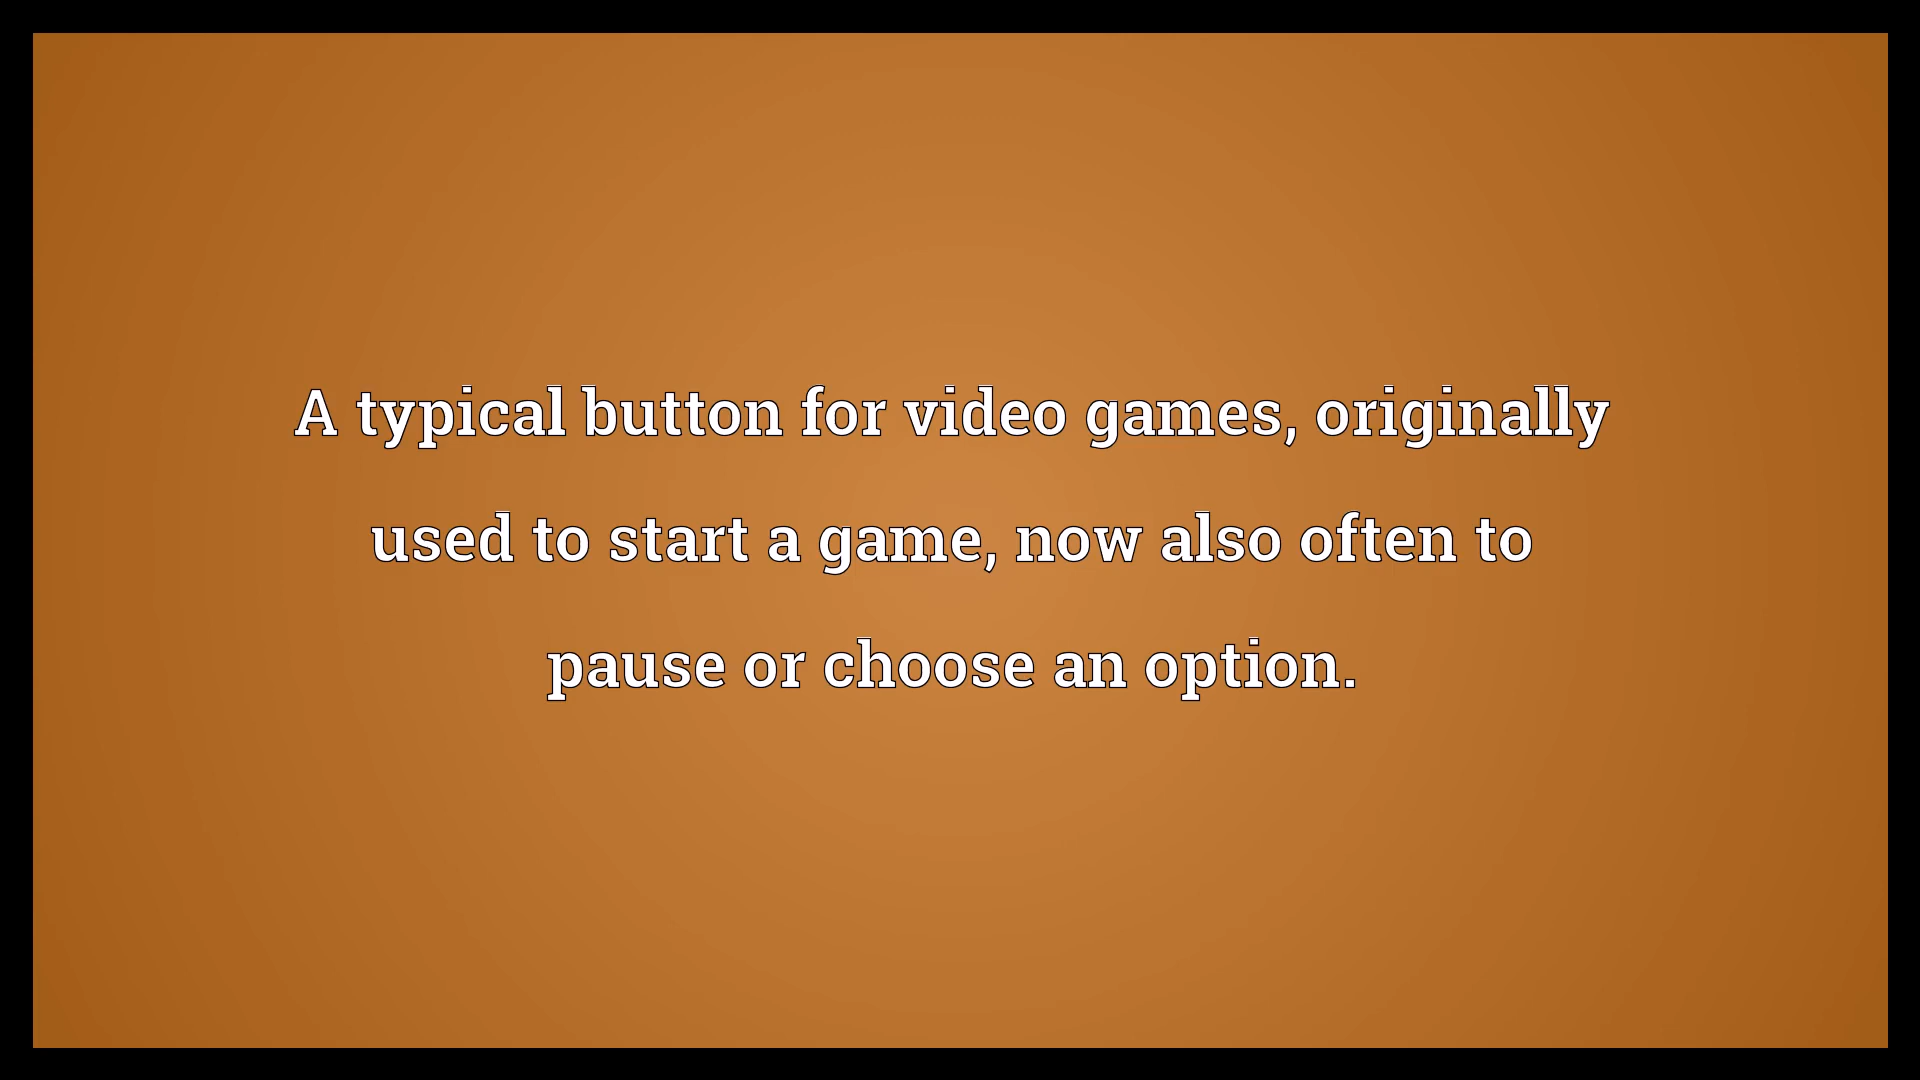 A typical button for video games, originally
used to start a game, now also often to
pause or choose an option.